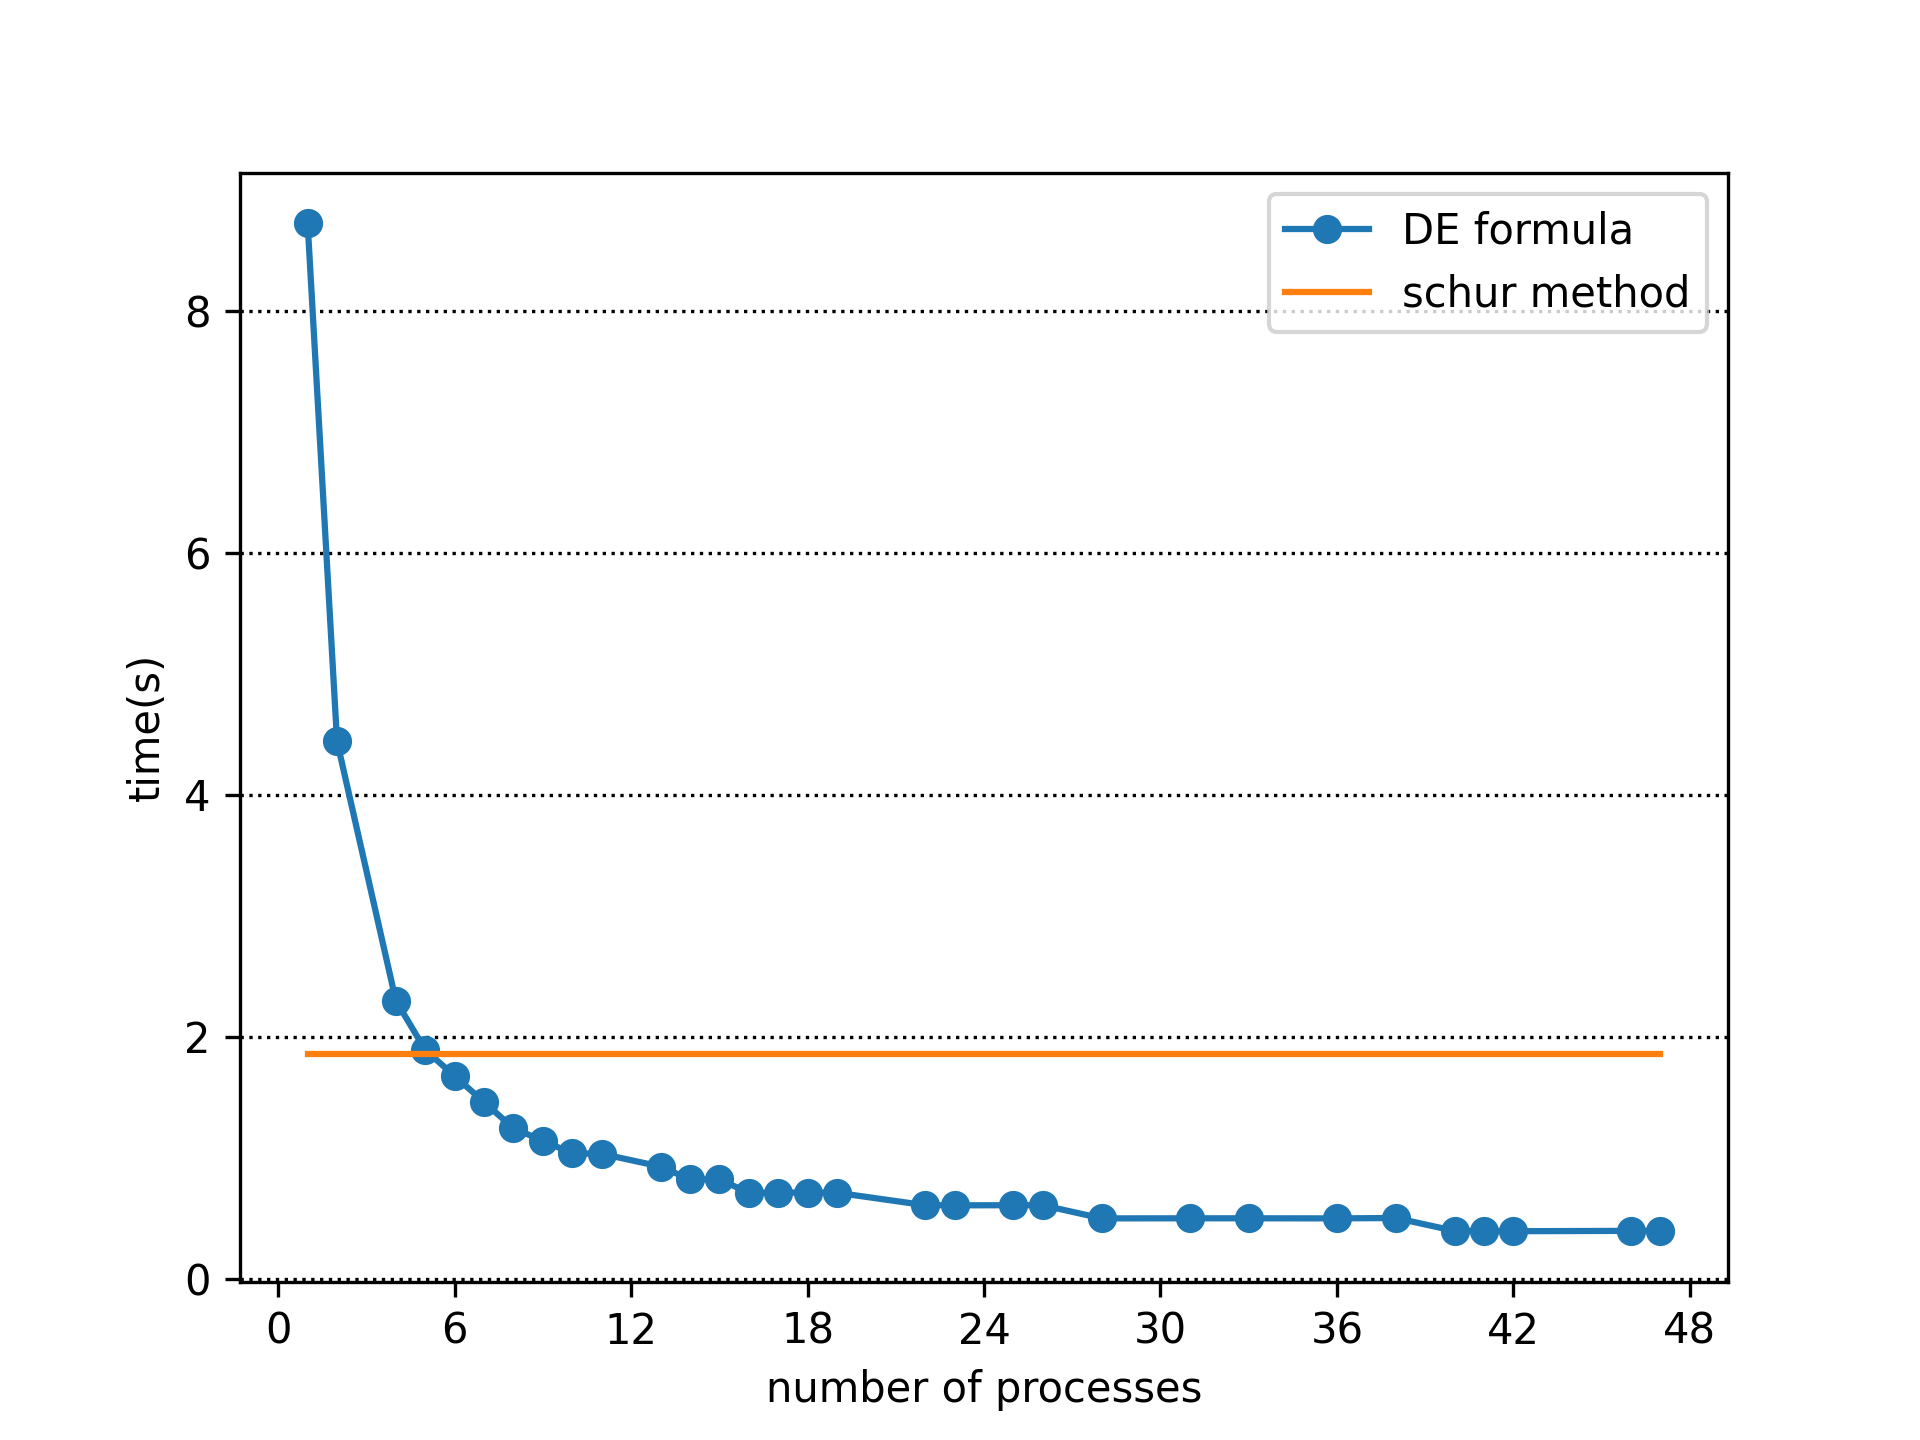 DE formula
schur method
8
6
4
2
0
time(s)
0 6 12 18 24 30 36 42 48
number of processes